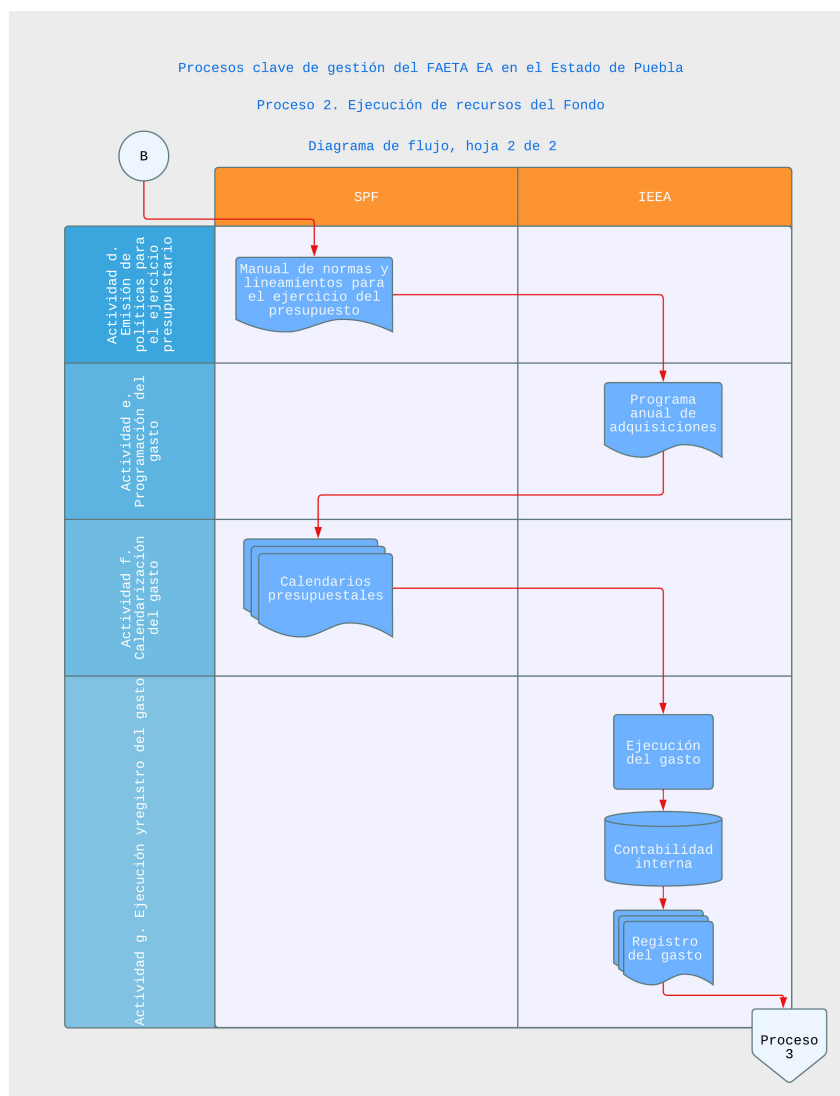 Procesos clave de gestión del FAETA EA en el Estado de Puebla
Proceso 2. Ejecución de recursos del Fondo
Diagrama de flujo, hoja 2 de 2
B
SPF
IEEA
Actividad d.
Emisión de
políticas para
el ejercicio
presupuestario
Manual de normas y
lineamientos para
el ejercicio del
presupuesto
Actividad e.
Programación del
gasto
Programa
anual de
adquisiciones
Actividad f.
Calendarización
del gasto
Calendarios
presupuestales
Actividad g. Ejecución yregistro del gasto
Ejecución
del gasto
Contabilidad
interna
Registro
del gasto
Proceso
3